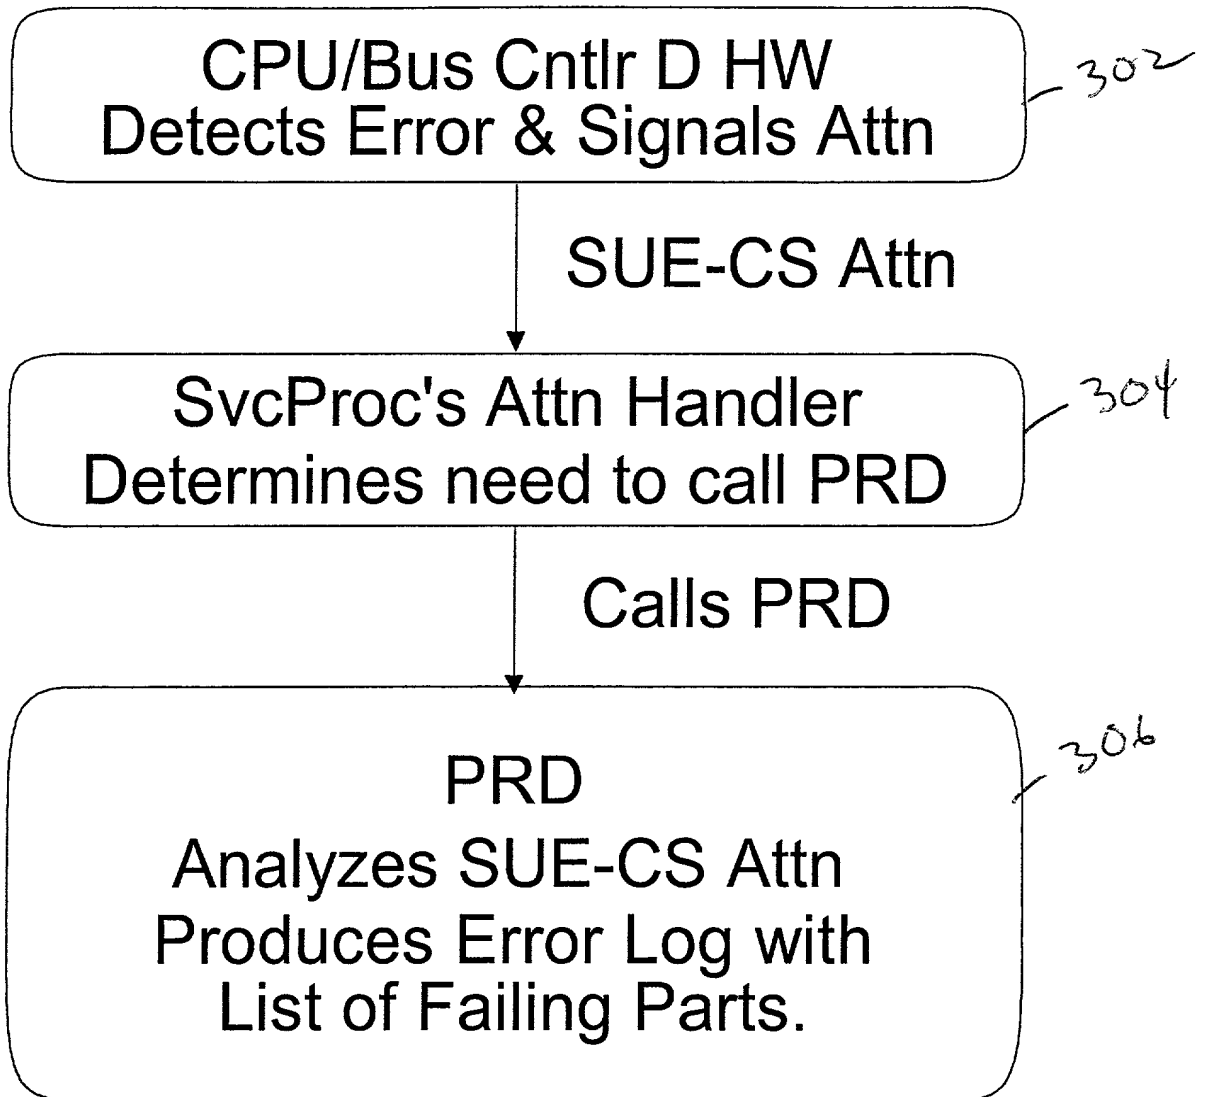 CPU/Bus Cntlr D HW
Detects Error & Signals Attn
302
SUE-CS Attn
SvcProc's Attn Handler
Determines need to call PRD
304
Calls PRD
PRD
306
Analyzes SUE-CS Attn
Produces Error Log with
List of Failing Parts.